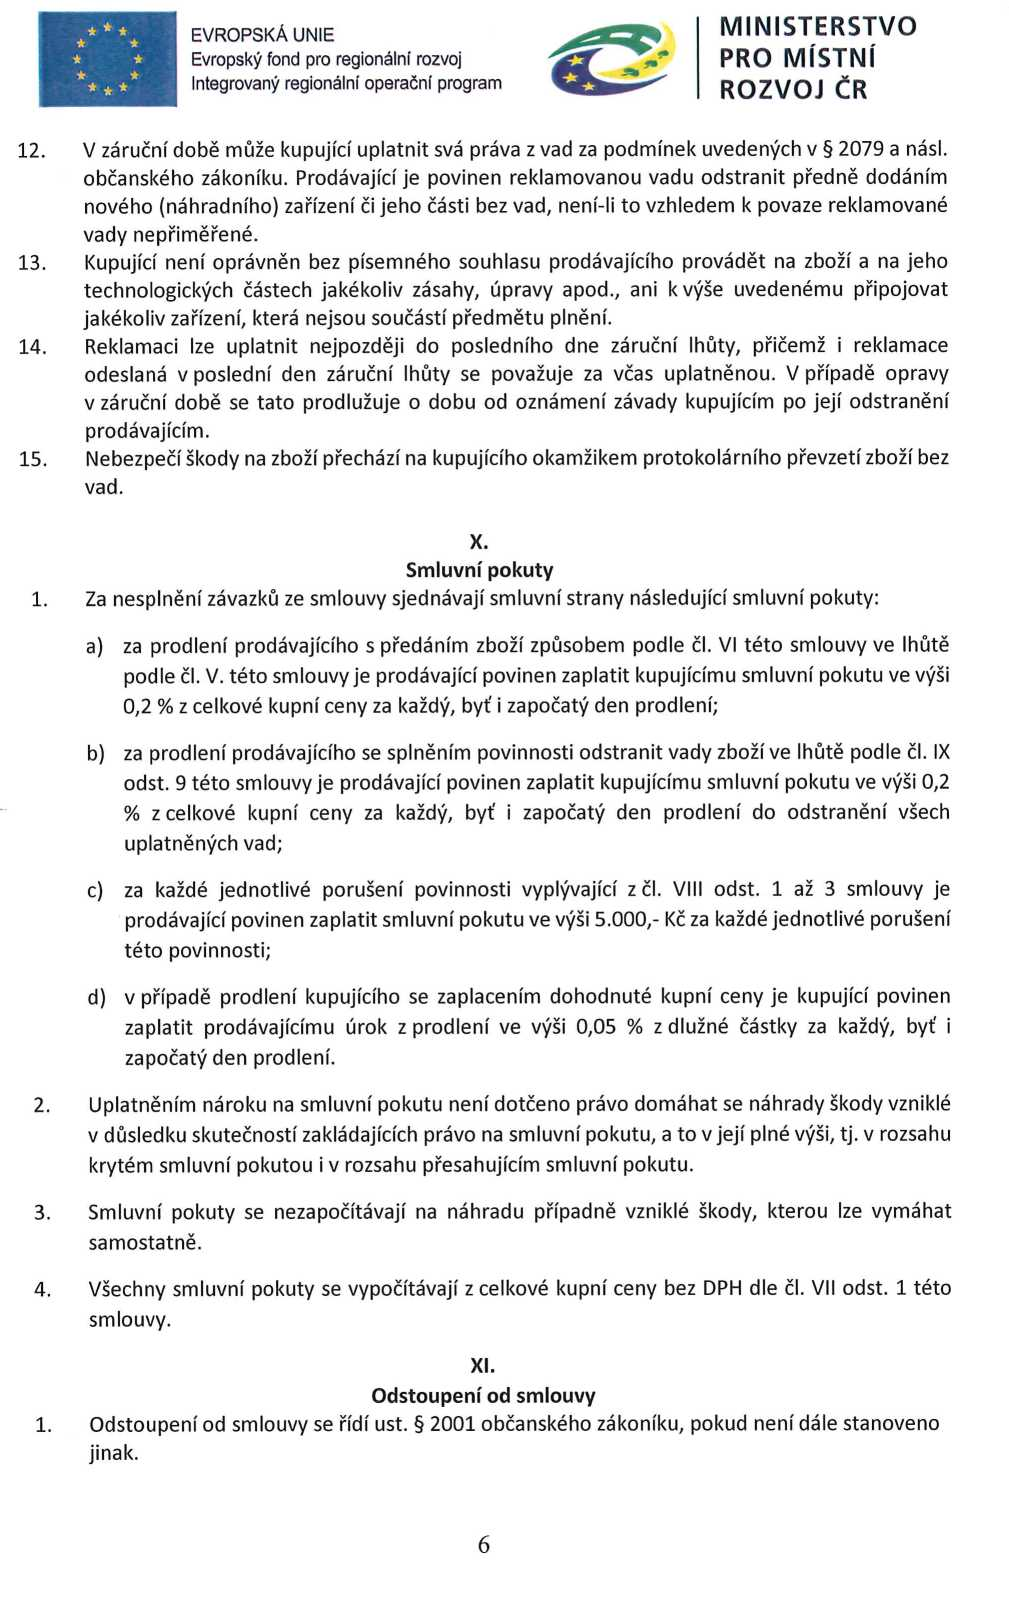 EVROPSKÁ UNIE
Evropský fond pro regionální rozvoj
Integrovaný regionální operační program
MINISTERSTVO
PRO MÍSTNÍ
ROZVOJ ČR
12. V záruční době může kupující uplatnit svá práva z vad za podmínek uvedených v § 2079 a násl.
občanského zákoníku. Prodávající je povinen reklamovanou vadu odstranit předně dodáním
nového (náhradního) zařízení či jeho části bez vad, není-li to vzhledem k povaze reklamované
vady nepřiměřené.
13. Kupující není oprávněn bez písemného souhlasu prodávajícího provádět na zboží a na jeho
technologických částech jakékoliv zásahy, úpravy apod., ani k výše uvedenému připojovat
jakékoliv zařízení, která nejsou součástí předmětu plnění.
14. Reklamaci lze uplatnit nejpozději do posledního dne záruční lhůty, přičemž i reklamace
odeslaná v poslední den záruční lhůty se považuje za včas uplatněnou. V případě opravy
v záruční době se tato prodlužuje o dobu od oznámení závady kupujícím po její odstranění
prodávajícím.
15. Nebezpečí škody na zboží přechází na kupujícího okamžikem protokolárního převzetí zboží bez
vad.
X.
Smluvní pokuty
1. Za nesplnění závazků ze smlouvy sjednávají smluvní strany následující smluvní pokuty:
a) za prodlení prodávajícího s předáním zboží způsobem podle čl. VI této smlouvy ve lhůtě
podle čl. V. této smlouvy je prodávající povinen zaplatit kupujícímu smluvní pokutu ve výši
0,2 % z celkové kupní ceny za každý, byť i započatý den prodlení;
b) za prodlení prodávajícího se splněním povinnosti odstranit vady zboží ve lhůtě podle čl. IX
odst. 9 této smlouvy je prodávající povinen zaplatit kupujícímu smluvní pokutu ve výši 0,2
% z celkové kupní ceny za každý, byť i započatý den prodlení do odstranění všech
uplatněných vad;
c) za každé jednotlivé porušení povinnosti vyplývající z čl. VIII odst. 1 až 3 smlouvy je
prodávající povinen zaplatit smluvní pokutu ve výši 5.000,- Kč za každé jednotlivé porušení
této povinnosti;
d) v případě prodlení kupujícího se zaplacením dohodnuté kupní ceny je kupující povinen
zaplatit prodávajícímu úrok z prodlení ve výši 0,05 % z dlužné částky za každý, byť i
započatý den prodlení.
2. Uplatněním nároku na smluvní pokutu není dotčeno právo domáhat se náhrady škody vzniklé
v důsledku skutečností zakládajících právo na smluvní pokutu, a to v její plné výši, tj. v rozsahu
krytém smluvní pokutou i v rozsahu přesahujícím smluvní pokutu.
3. Smluvní pokuty se nezapočítávají na náhradu případně vzniklé škody, kterou lze vymáhat
samostatně.
4. Všechny smluvní pokuty se vypočítávají z celkové kupní ceny bez DPH dle čl. VII odst. 1 této
smlouvy.
XI.
Odstoupení od smlouvy
1. Odstoupení od smlouvy se řídí ust. § 2001 občanského zákoníku, pokud není dále stanoveno
jinak.
6